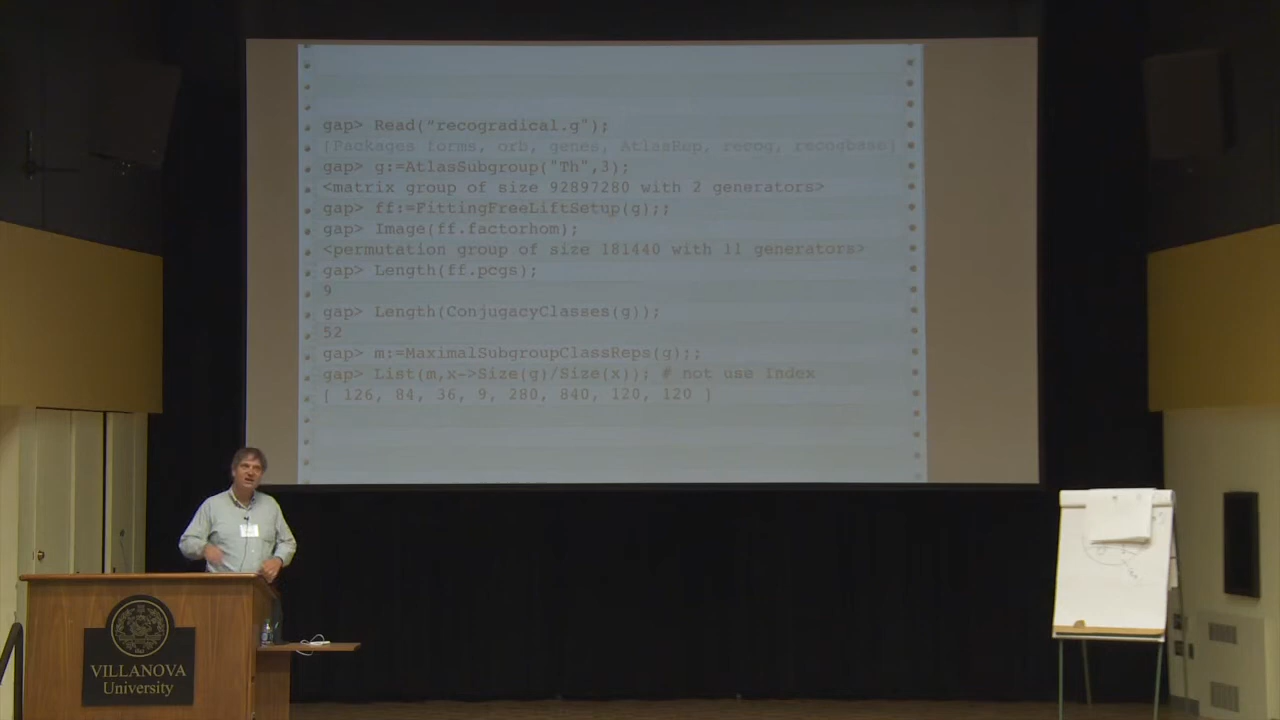 gap> Read("recogradical.g");
[Packages forms, orb, genes, AtlasRep, recog, recogbase]
gap> g:=AtlasSubgroup("Th",3);
<matrix group of size 92897280 with 2 generators>
gap> ff:=FittingFreeLiftSetup(g);;
gap> Image(ff.factorhom);
<permutation group of size 181440 with 11 generators>
gap> Length(ff.pcgs);
9
gap> Length(ConjugacyClasses(g));
52
gap> m:=MaximalSubgroupClassReps(g);;
gap> List(m,x->Size(g)/Size(x)); # not use Index
[ 126, 84, 36, 9, 280, 840, 120, 120 ]
VILLANOVA
University